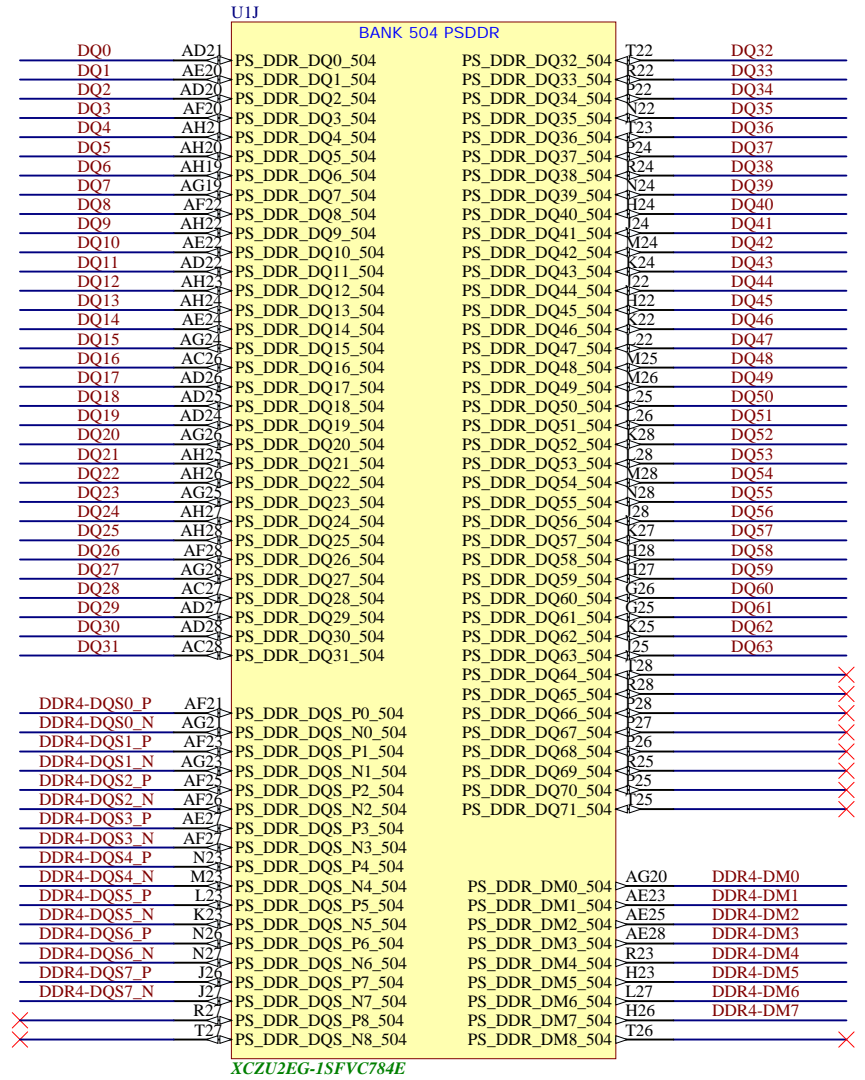 U1J
BANK 504 PSDDR
DQ0 AD21 PS_DDR_DQ0_504 PS_DDR_DQ32_504 T22 DQ32
DQ1 AE20 PS_DDR_DQ1_504 PS_DDR_DQ33_504 R22 DQ33
DQ2 AD20 PS_DDR_DQ2_504 PS_DDR_DQ34_504 P22 DQ34
DQ3 AF20 PS_DDR_DQ3_504 PS_DDR_DQ35_504 N22 DQ35
DQ4 AH21 PS_DDR_DQ4_504 PS_DDR_DQ36_504 T23 DQ36
DQ5 AH20 PS_DDR_DQ5_504 PS_DDR_DQ37_504 P24 DQ37
DQ6 AH19 PS_DDR_DQ6_504 PS_DDR_DQ38_504 R24 DQ38
DQ7 AG19 PS_DDR_DQ7_504 PS_DDR_DQ39_504 N24 DQ39
DQ8 AF22 PS_DDR_DQ8_504 PS_DDR_DQ40_504 H24 DQ40
DQ9 AH22 PS_DDR_DQ9_504 PS_DDR_DQ41_504 J24 DQ41
DQ10 AE22 PS_DDR_DQ10_504 PS_DDR_DQ42_504 M24 DQ42
DQ11 AD22 PS_DDR_DQ11_504 PS_DDR_DQ43_504 K24 DQ43
DQ12 AH23 PS_DDR_DQ12_504 PS_DDR_DQ44_504 J22 DQ44
DQ13 AH24 PS_DDR_DQ13_504 PS_DDR_DQ45_504 H22 DQ45
DQ14 AE24 PS_DDR_DQ14_504 PS_DDR_DQ46_504 K22 DQ46
DQ15 AG24 PS_DDR_DQ15_504 PS_DDR_DQ47_504 L22 DQ47
DQ16 AC26 PS_DDR_DQ16_504 PS_DDR_DQ48_504 M25 DQ48
DQ17 AD26 PS_DDR_DQ17_504 PS_DDR_DQ49_504 M26 DQ49
DQ18 AD25 PS_DDR_DQ18_504 PS_DDR_DQ50_504 L25 DQ50
DQ19 AD24 PS_DDR_DQ19_504 PS_DDR_DQ51_504 L26 DQ51
DQ20 AG26 PS_DDR_DQ20_504 PS_DDR_DQ52_504 K28 DQ52
DQ21 AH25 PS_DDR_DQ21_504 PS_DDR_DQ53_504 L28 DQ53
DQ22 AH26 PS_DDR_DQ22_504 PS_DDR_DQ54_504 M28 DQ54
DQ23 AG25 PS_DDR_DQ23_504 PS_DDR_DQ55_504 N28 DQ55
DQ24 AH27 PS_DDR_DQ24_504 PS_DDR_DQ56_504 J28 DQ56
DQ25 AH28 PS_DDR_DQ25_504 PS_DDR_DQ57_504 K27 DQ57
DQ26 AF28 PS_DDR_DQ26_504 PS_DDR_DQ58_504 H28 DQ58
DQ27 AG28 PS_DDR_DQ27_504 PS_DDR_DQ59_504 H27 DQ59
DQ28 AC27 PS_DDR_DQ28_504 PS_DDR_DQ60_504 G26 DQ60
DQ29 AD27 PS_DDR_DQ29_504 PS_DDR_DQ61_504 G25 DQ61
DQ30 AD28 PS_DDR_DQ30_504 PS_DDR_DQ62_504 K25 DQ62
DQ31 AC28 PS_DDR_DQ31_504 PS_DDR_DQ63_504 J25 DQ63
PS_DDR_DQ64_504 T28
PS_DDR_DQ65_504 R28
DDR4-DQS0_P AF21 PS_DDR_DQS_P0_504 PS_DDR_DQ66_504 P28
DDR4-DQS0_N AG21 PS_DDR_DQS_N0_504 PS_DDR_DQ67_504 P27
DDR4-DQS1_P AF23 PS_DDR_DQS_P1_504 PS_DDR_DQ68_504 P26
DDR4-DQS1_N AG23 PS_DDR_DQS_N1_504 PS_DDR_DQ69_504 R25
DDR4-DQS2_P AF25 PS_DDR_DQS_P2_504 PS_DDR_DQ70_504 P25
DDR4-DQS2_N AF26 PS_DDR_DQS_N2_504 PS_DDR_DQ71_504 T25
DDR4-DQS3_P AE27 PS_DDR_DQS_P3_504
DDR4-DQS3_N AF27 PS_DDR_DQS_N3_504
DDR4-DQS4_P N23 PS_DDR_DQS_P4_504
DDR4-DQS4_N M23 PS_DDR_DQS_N4_504 PS_DDR_DM0_504 AG20 DDR4-DM0
DDR4-DQS5_P L23 PS_DDR_DQS_P5_504 PS_DDR_DM1_504 AE23 DDR4-DM1
DDR4-DQS5_N K23 PS_DDR_DQS_N5_504 PS_DDR_DM2_504 AE25 DDR4-DM2
DDR4-DQS6_P N26 PS_DDR_DQS_P6_504 PS_DDR_DM3_504 AE28 DDR4-DM3
DDR4-DQS6_N N27 PS_DDR_DQS_N6_504 PS_DDR_DM4_504 R23 DDR4-DM4
DDR4-DQS7_P J26 PS_DDR_DQS_P7_504 PS_DDR_DM5_504 H23 DDR4-DM5
DDR4-DQS7_N J27 PS_DDR_DQS_N7_504 PS_DDR_DM6_504 L27 DDR4-DM6
R27 PS_DDR_DQS_P8_504 PS_DDR_DM7_504 H26 DDR4-DM7
T27 PS_DDR_DQS_N8_504 PS_DDR_DM8_504 T26
XCZU2EG-1SFVC784E